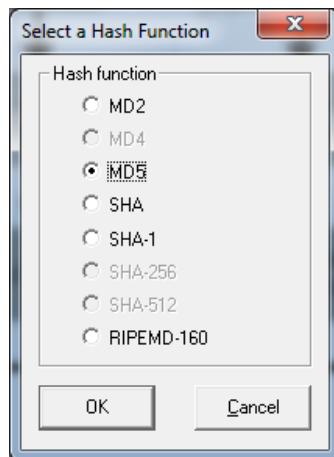 Select a Hash Function
Hash function
MD2
MD4
MD5
SHA
SHA-1
SHA-256
SHA-512
RIPEMD-160
OK
Cancel